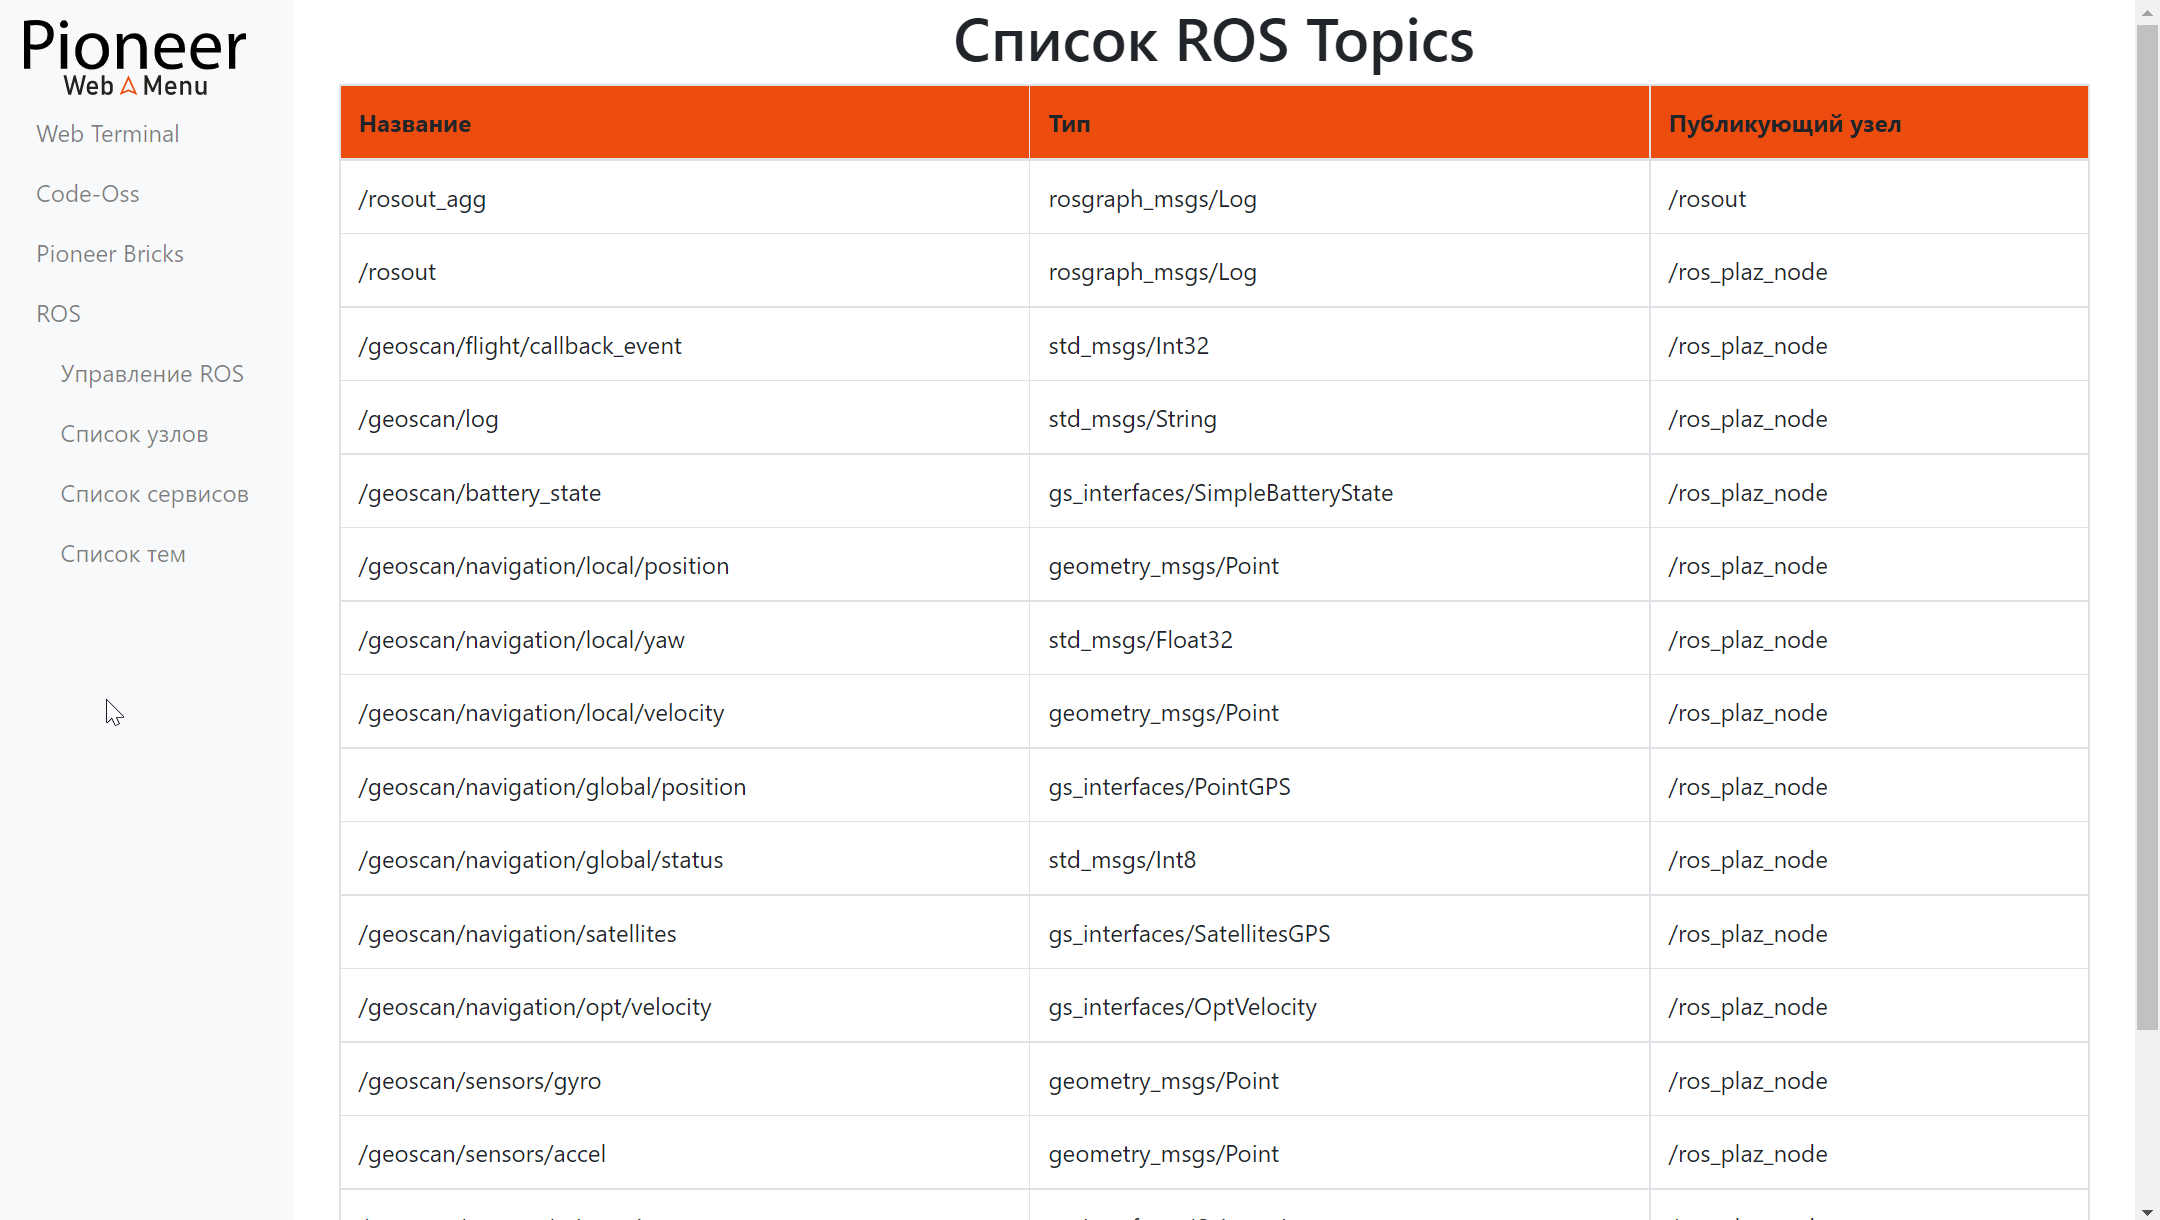 Pioneer
Web Menu
Web Terminal
Code-Oss
Pioneer Bricks
ROS
Управление ROS
Список узлов
Список сервисов
Список тем
Список ROS Topics
Название Тип Публикующий узел
/rosout_agg rosgraph_msgs/Log /rosout
/rosout rosgraph_msgs/Log /ros_plaz_node
/geoscan/flight/callback_event std_msgs/Int32 /ros_plaz_node
/geoscan/log std_msgs/String /ros_plaz_node
/geoscan/battery_state gs_interfaces/SimpleBatteryState /ros_plaz_node
/geoscan/navigation/local/position geometry_msgs/Point /ros_plaz_node
/geoscan/navigation/local/yaw std_msgs/Float32 /ros_plaz_node
/geoscan/navigation/local/velocity geometry_msgs/Point /ros_plaz_node
/geoscan/navigation/global/position gs_interfaces/PointGPS /ros_plaz_node
/geoscan/navigation/global/status std_msgs/Int8 /ros_plaz_node
/geoscan/navigation/satellites gs_interfaces/SatellitesGPS /ros_plaz_node
/geoscan/navigation/opt/velocity gs_interfaces/OptVelocity /ros_plaz_node
/geoscan/sensors/gyro geometry_msgs/Point /ros_plaz_node
/geoscan/sensors/accel geometry_msgs/Point /ros_plaz_node